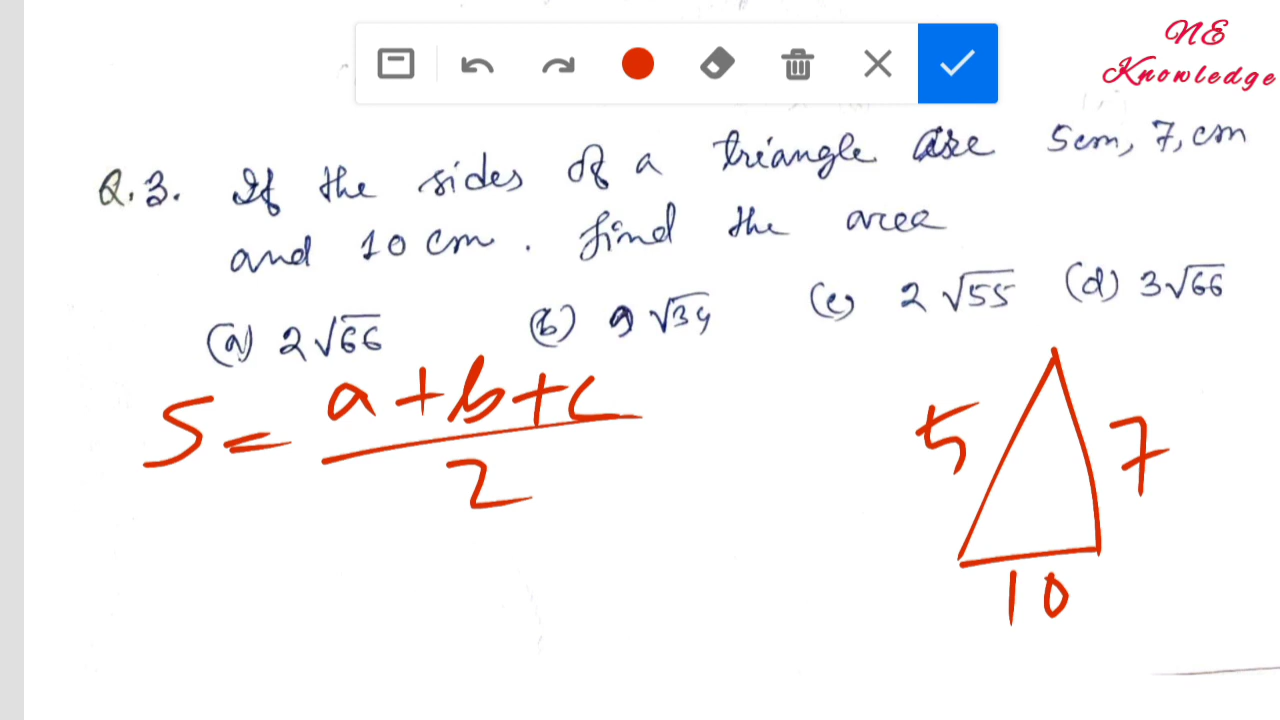 NE
Knowledge
Q.3. If the sides of a triangle are 5cm, 7, cm
and 10 cm. find the area
(a) 2√66 (b) 9√34 (c) 2√55 (d) 3√66
S = a+b+c
2
5
7
10